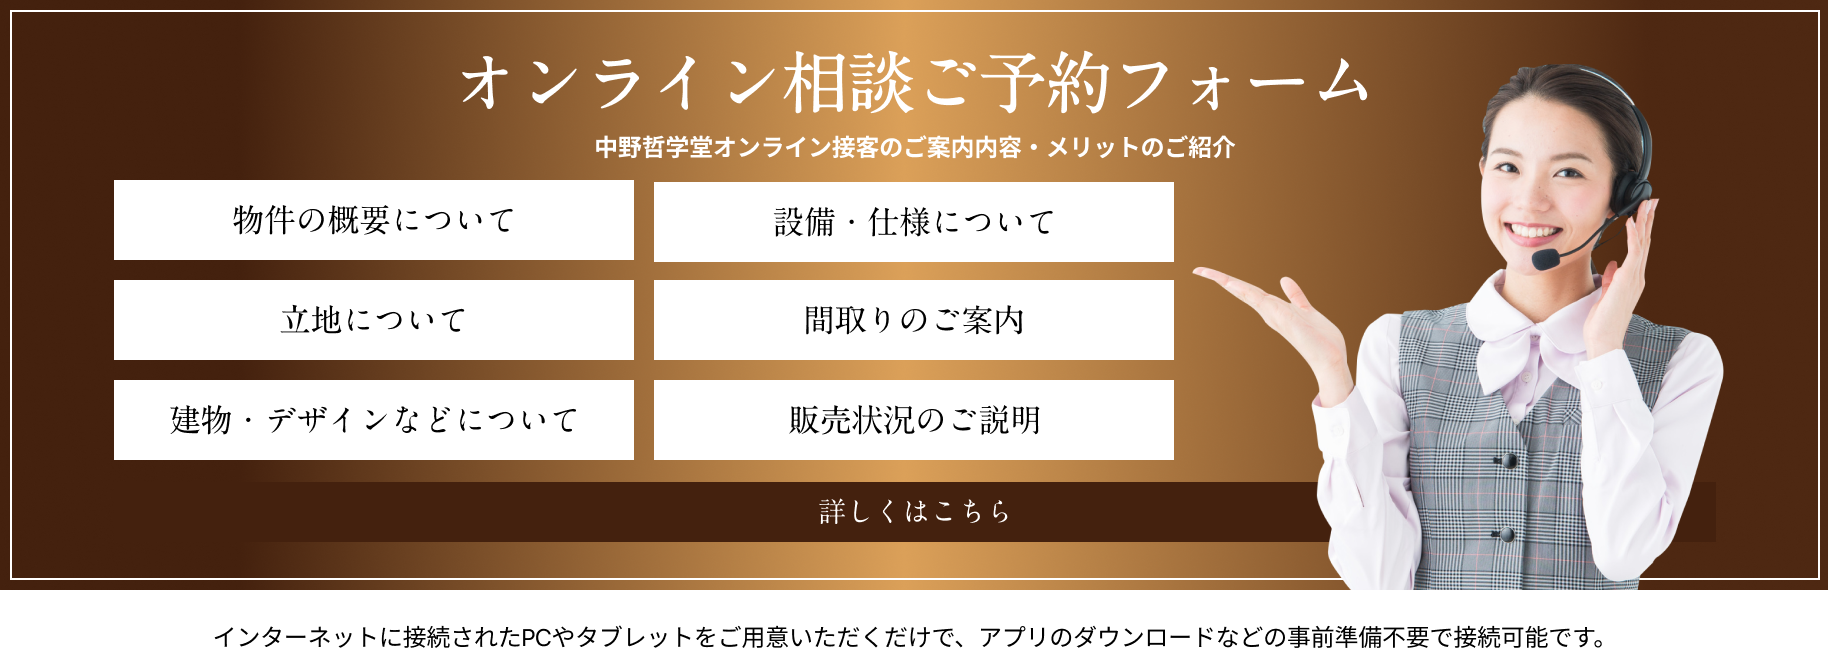 オンライン相談ご予約フォーム
中野哲学堂オンライン接客のご案内内容・メリットのご紹介
物件の概要について
設備・仕様について
立地について
間取りのご案内
建物・デザインなどについて
販売状況のご説明
詳しくはこちら
インターネットに接続されたPCやタブレットをご用意いただくだけで、アプリのダウンロードなどの事前準備不要で接続可能です。